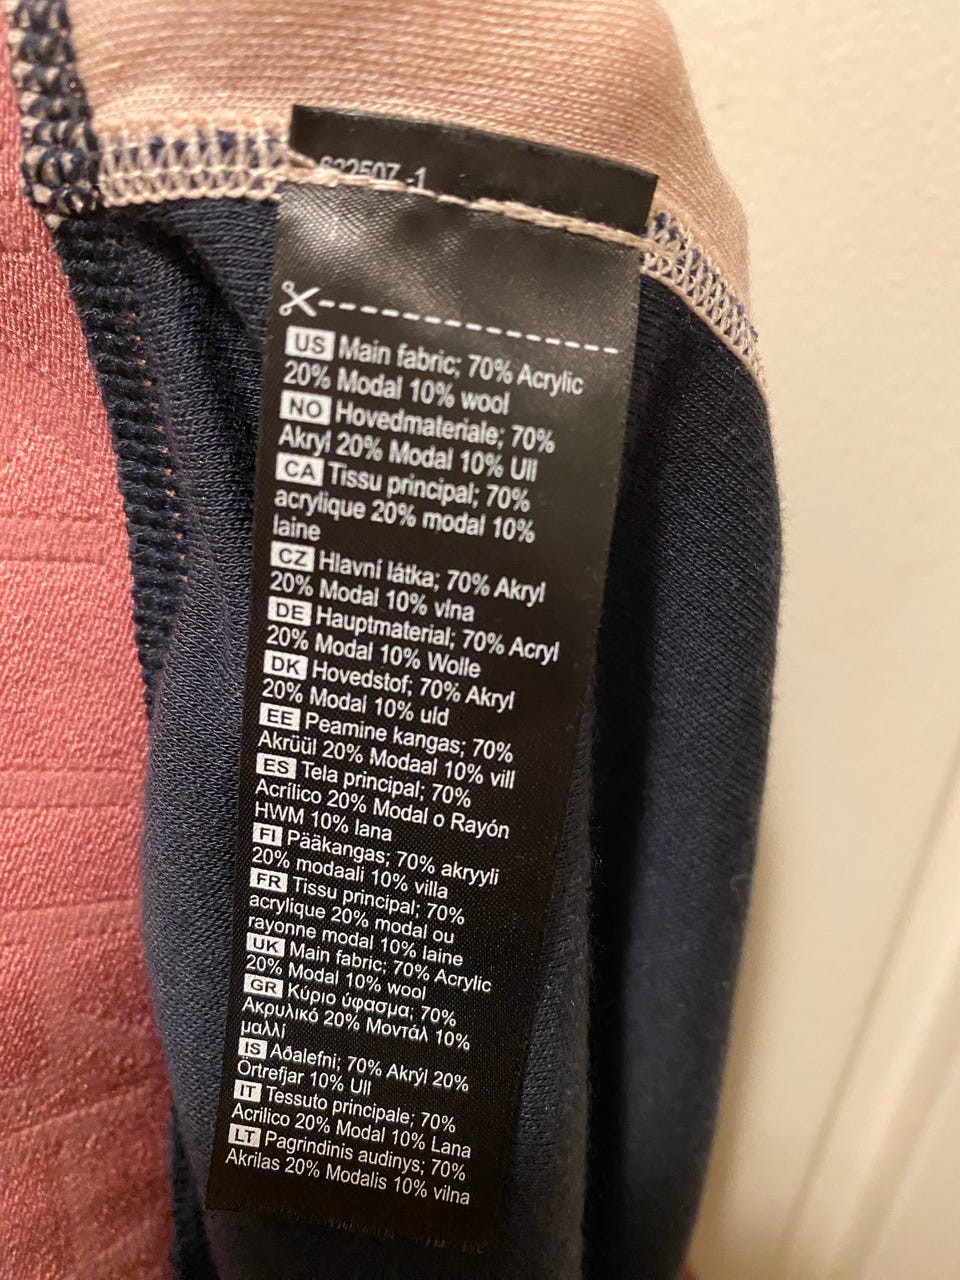 US Main fabric; 70% Acrylic
20% Modal 10% wool
NO Hovedmateriale; 70%
Akryl 20% Modal 10% Ull
CA Tissu principal; 70%
acrylique 20% modal 10%
laine
CZ Hlavní látka; 70% Akryl
20% Modal 10% vlna
DE Hauptmaterial; 70% Acryl
20% Modal 10% Wolle
DK Hovedstof; 70% Akryl
20% Modal 10% uld
EE Peamine kangas; 70%
Akrüül 20% Modaal 10% vill
ES Tela principal; 70%
Acrílico 20% Modal o Rayón
HWM 10% lana
FI Pääkangas; 70% akryyli
20% modaali 10% villa
FR Tissu principal; 70%
acrylique 20% modal ou
rayonne modal 10% laine
UK Main fabric; 70% Acrylic
20% Modal 10% wool
GR Κύριο ύφασμα; 70%
Ακρυλικό 20% Μοντάλ 10%
μαλλί
IS Aðalefni; 70% Akrýl 20%
Örtrefjar 10% Ull
IT Tessuto principale; 70%
Acrilico 20% Modal 10% Lana
LT Pagrindinis audinys; 70%
Akrilas 20% Modalis 10% vilna